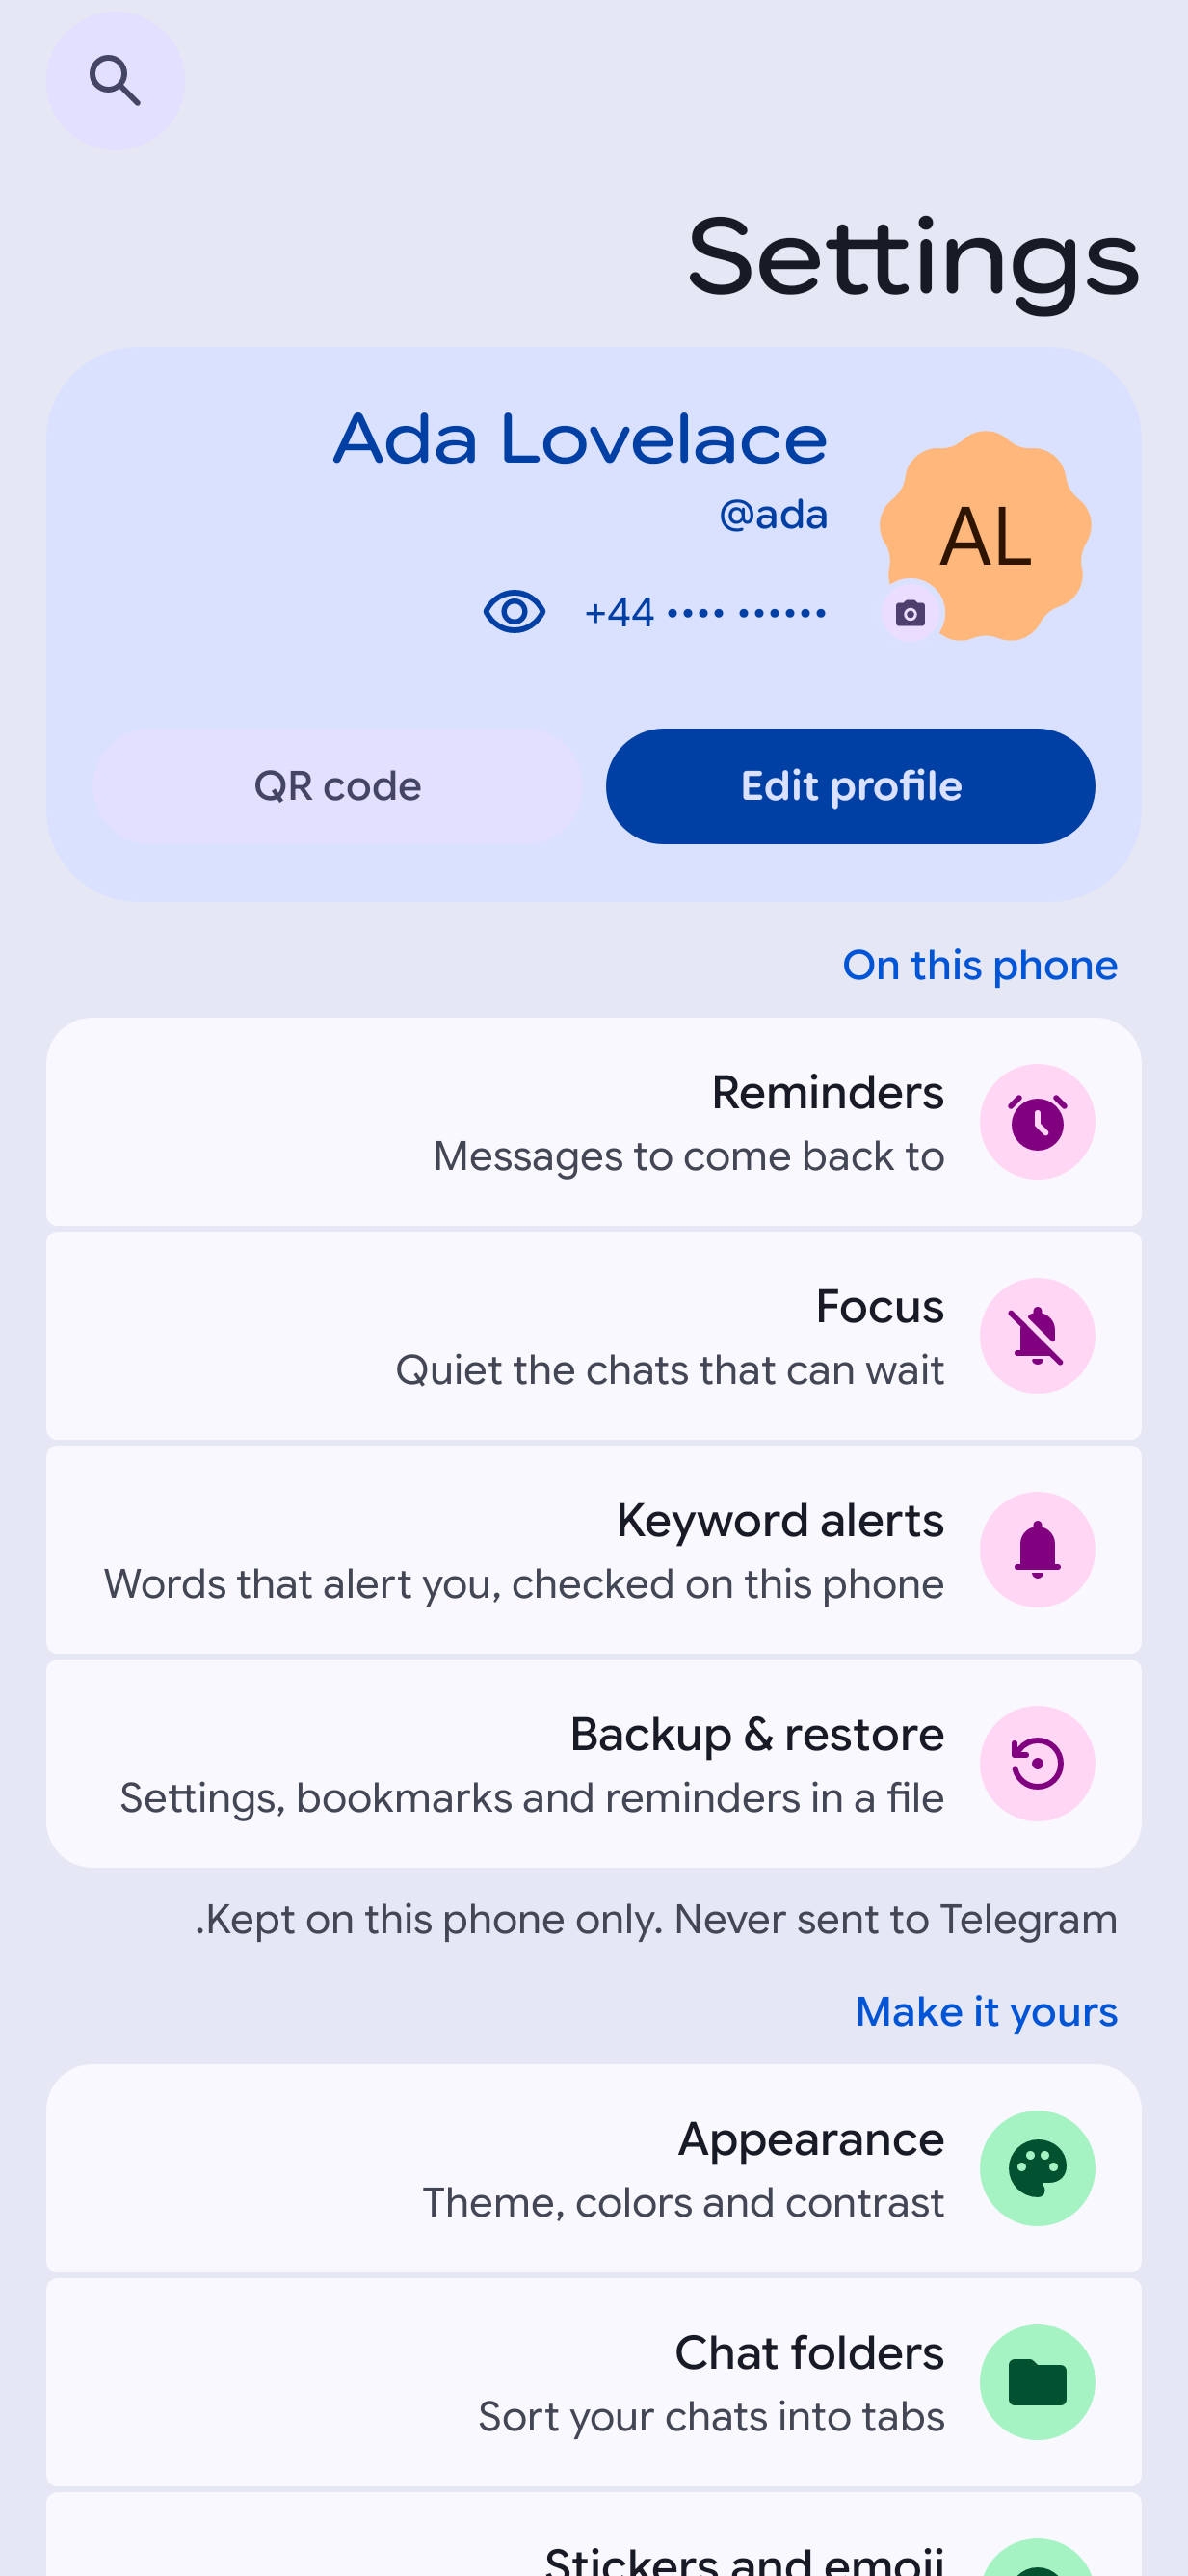 Settings
Ada Lovelace
@ada
+44 •••• ••••••
AL
Edit profile
QR code
On this phone
Reminders
Messages to come back to
Focus
Quiet the chats that can wait
Keyword alerts
Words that alert you, checked on this phone
Backup & restore
Settings, bookmarks and reminders in a file
.Kept on this phone only. Never sent to Telegram
Make it yours
Appearance
Theme, colors and contrast
Chat folders
Sort your chats into tabs
Stickers and emoji